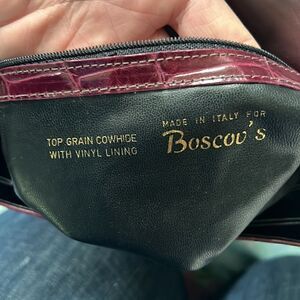 TOP GRAIN COWHIDE
WITH VINYL LINING
MADE IN ITALY FOR
Boscov's